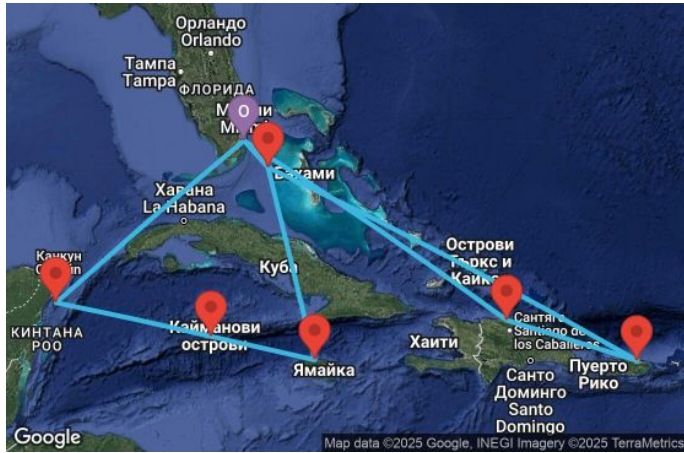 Орландо
Orlando
Тампа
Tampa
ФЛОРИДА
O
Бахами
Хавана
La Habana
Канкун
Куба
Острови
Търкс и
КИНТАНА
РОО
Кайманови
острови
Ямайка
Хаити
Сантяго
Santiago de
los Caballeros
Пуерто
Рико
Санто
Доминго
Santo
Domingo
Google
Map data ©2025 Google, INEGI Imagery ©2025 TerraMetrics